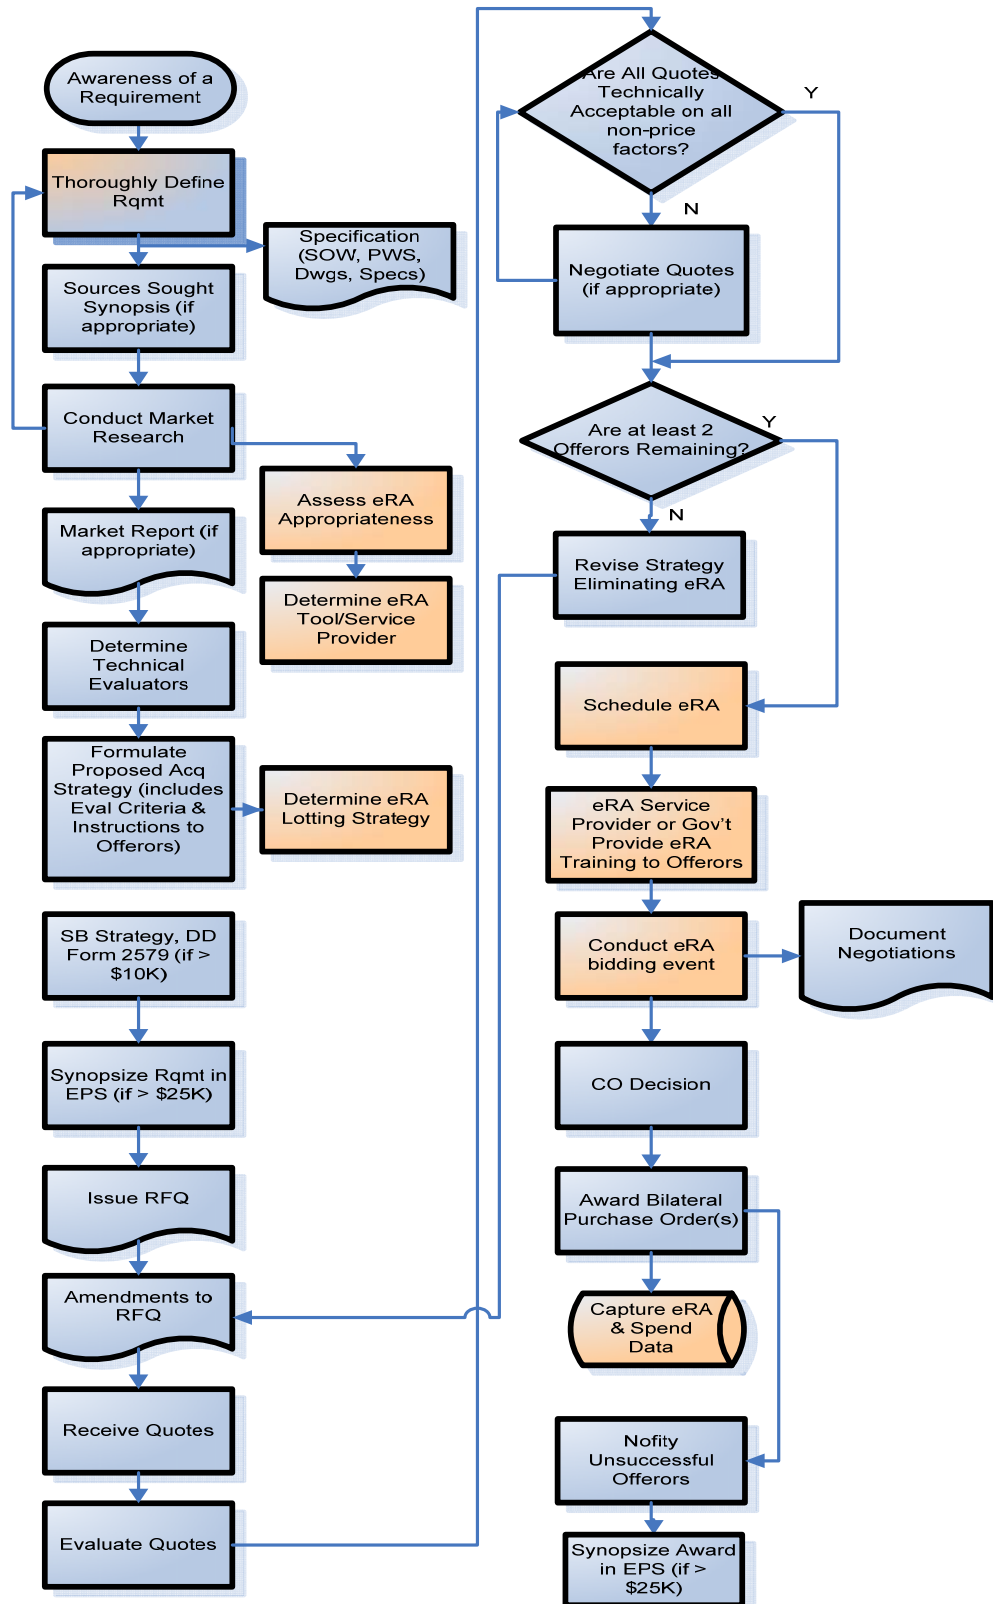 Awareness of a
Requirement
Thoroughly Define
Rqmt
Specification
(SOW, PWS,
Dwgs, Specs)
Sources Sought
Synopsis (if
appropriate)
Conduct Market
Research
Assess eRA
Appropriateness
Market Report (if
appropriate)
Determine eRA
Tool/Service
Provider
Determine
Technical
Evaluators
Formulate
Proposed Acq
Strategy (includes
Eval Criteria &
Instructions to
Offerors)
Determine eRA
Lotting Strategy
SB Strategy, DD
Form 2579 (if >
$10K)
Synopsize Rqmt in
EPS (if > $25K)
Issue RFQ
Amendments to
RFQ
Receive Quotes
Evaluate Quotes
Are All Quotes
Technically
Acceptable on all
non-price
factors?
Y
N
Negotiate Quotes
(if appropriate)
Are at least 2
Offerors Remaining?
Y
N
Revise Strategy
Eliminating eRA
Schedule eRA
eRA Service
Provider or Gov't
Provide eRA
Training to Offerors
Conduct eRA
bidding event
Document
Negotiations
CO Decision
Award Bilateral
Purchase Order(s)
Capture eRA
& Spend
Data
Nofity
Unsuccessful
Offerors
Synopsize Award
in EPS (if >
$25K)